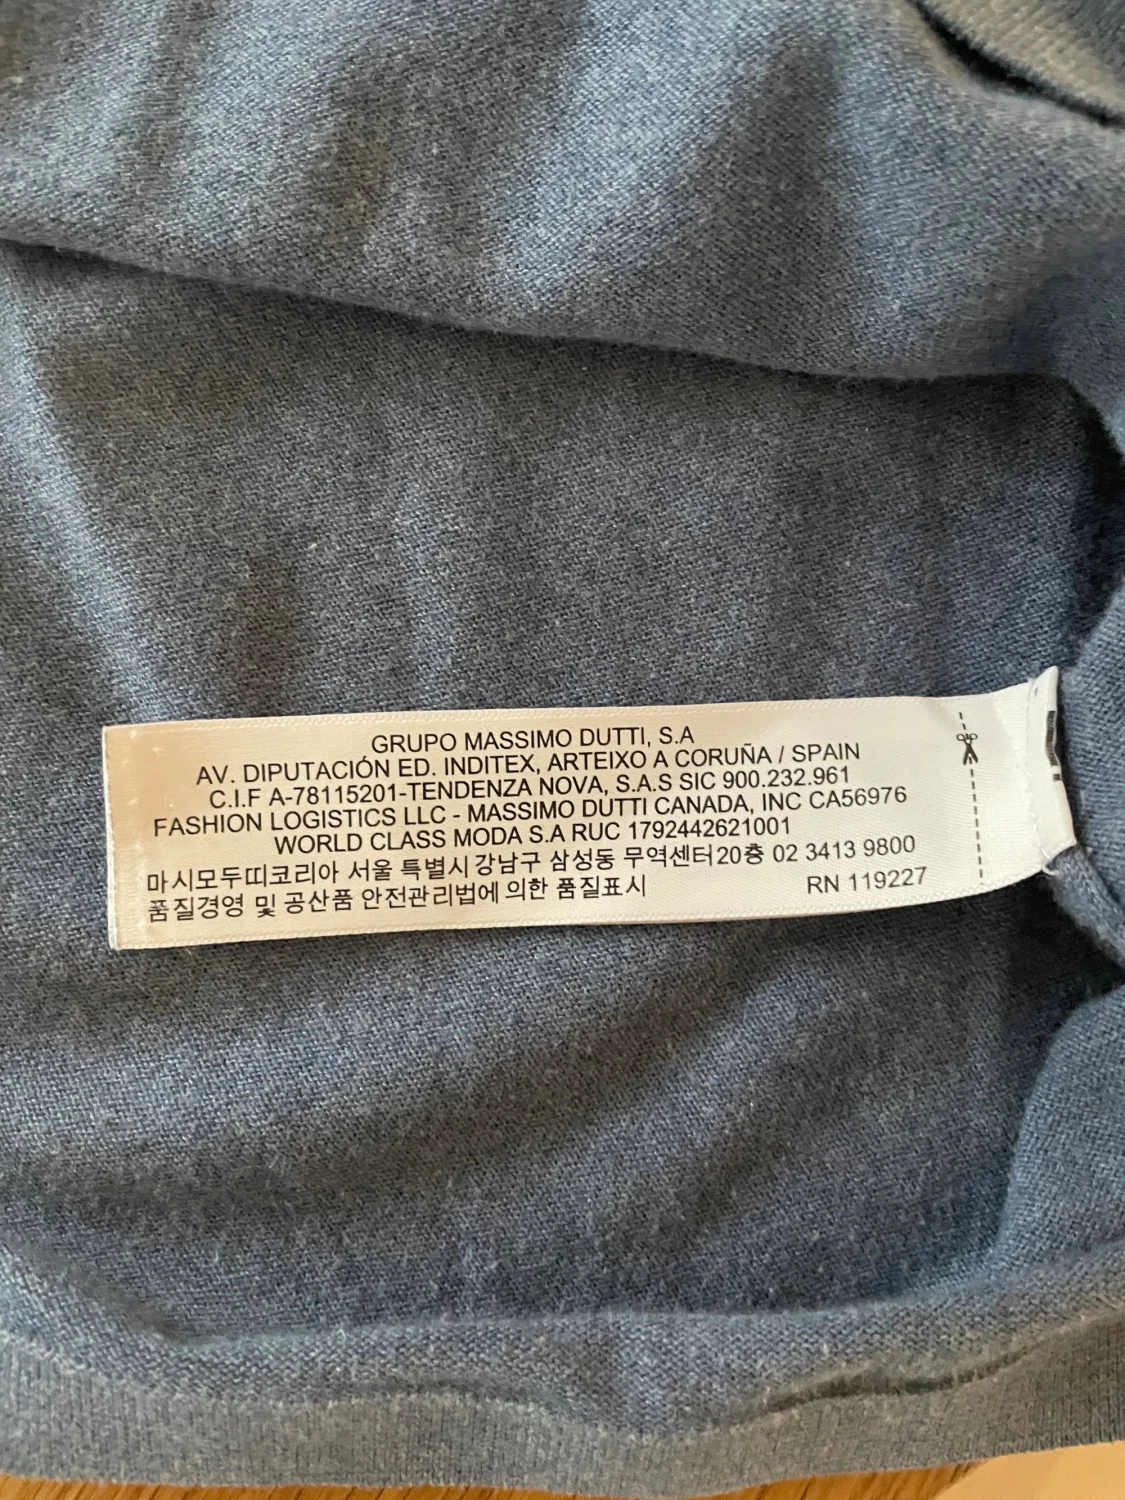 GRUPO MASSIMO DUTTI, S.A
AV. DIPUTACIÓN ED. INDITEX, ARTEIXO A CORUÑA / SPAIN
C.I.F A-78115201-TENDENZA NOVA, S.A.S SIC 900.232.961
FASHION LOGISTICS LLC - MASSIMO DUTTI CANADA, INC CA56976
WORLD CLASS MODA S.A RUC 1792442621001
마시모두띠코리아 서울 특별시강남구 삼성동 무역센터20층 02 3413 9800
품질경영 및 공산품 안전관리법에의한 품질표시 RN 119227